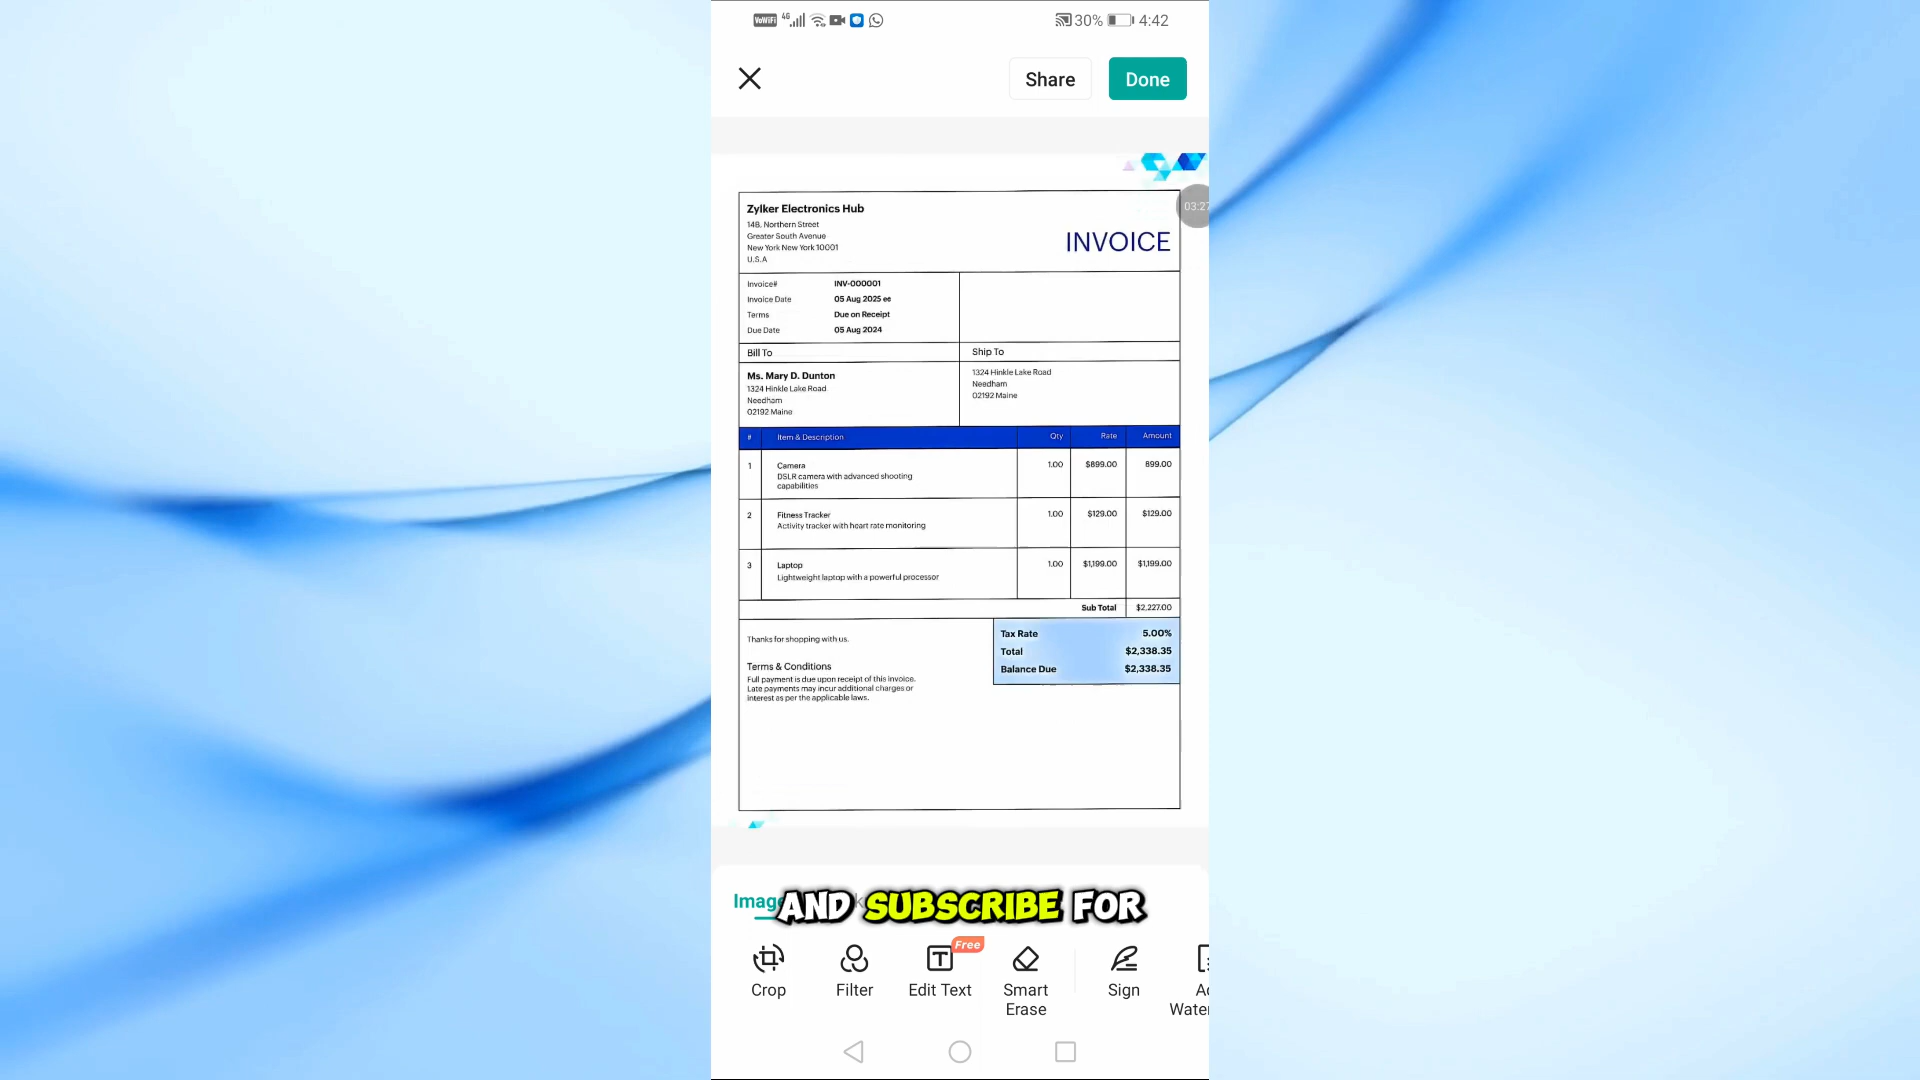 VoWiFi 4G 30% 4:42
Share Done
03:27
Zylker Electronics Hub
14B, Northern Street
Greater South Avenue
New York New York 10001
U.S.A
INVOICE
Invoice# INV-000001
Invoice Date 05 Aug 2025 ee
Terms Due on Receipt
Due Date 05 Aug 2024
Bill To Ship To
Ms. Mary D. Dunton
1324 Hinkle Lake Road
Needham
02192 Maine
1324 Hinkle Lake Road
Needham
02192 Maine
# Item & Description Qty Rate Amount
1 Camera 1.00 $899.00 899.00
DSLR camera with advanced shooting
capabilities
2 Fitness Tracker 1.00 $129.00 $129.00
Activity tracker with heart rate monitoring
3 Laptop 1.00 $1,199.00 $1,199.00
Lightweight laptop with a powerful processor
Sub Total $2,227.00
Tax Rate 5.00%
Total $2,338.35
Balance Due $2,338.35
Thanks for shopping with us.
Terms & Conditions
Full payment is due upon receipt of this invoice.
Late payments may incur additional charges or
interest as per the applicable laws.
AND SUBSCRIBE FOR
Free
Crop Filter Edit Text Smart Erase Sign